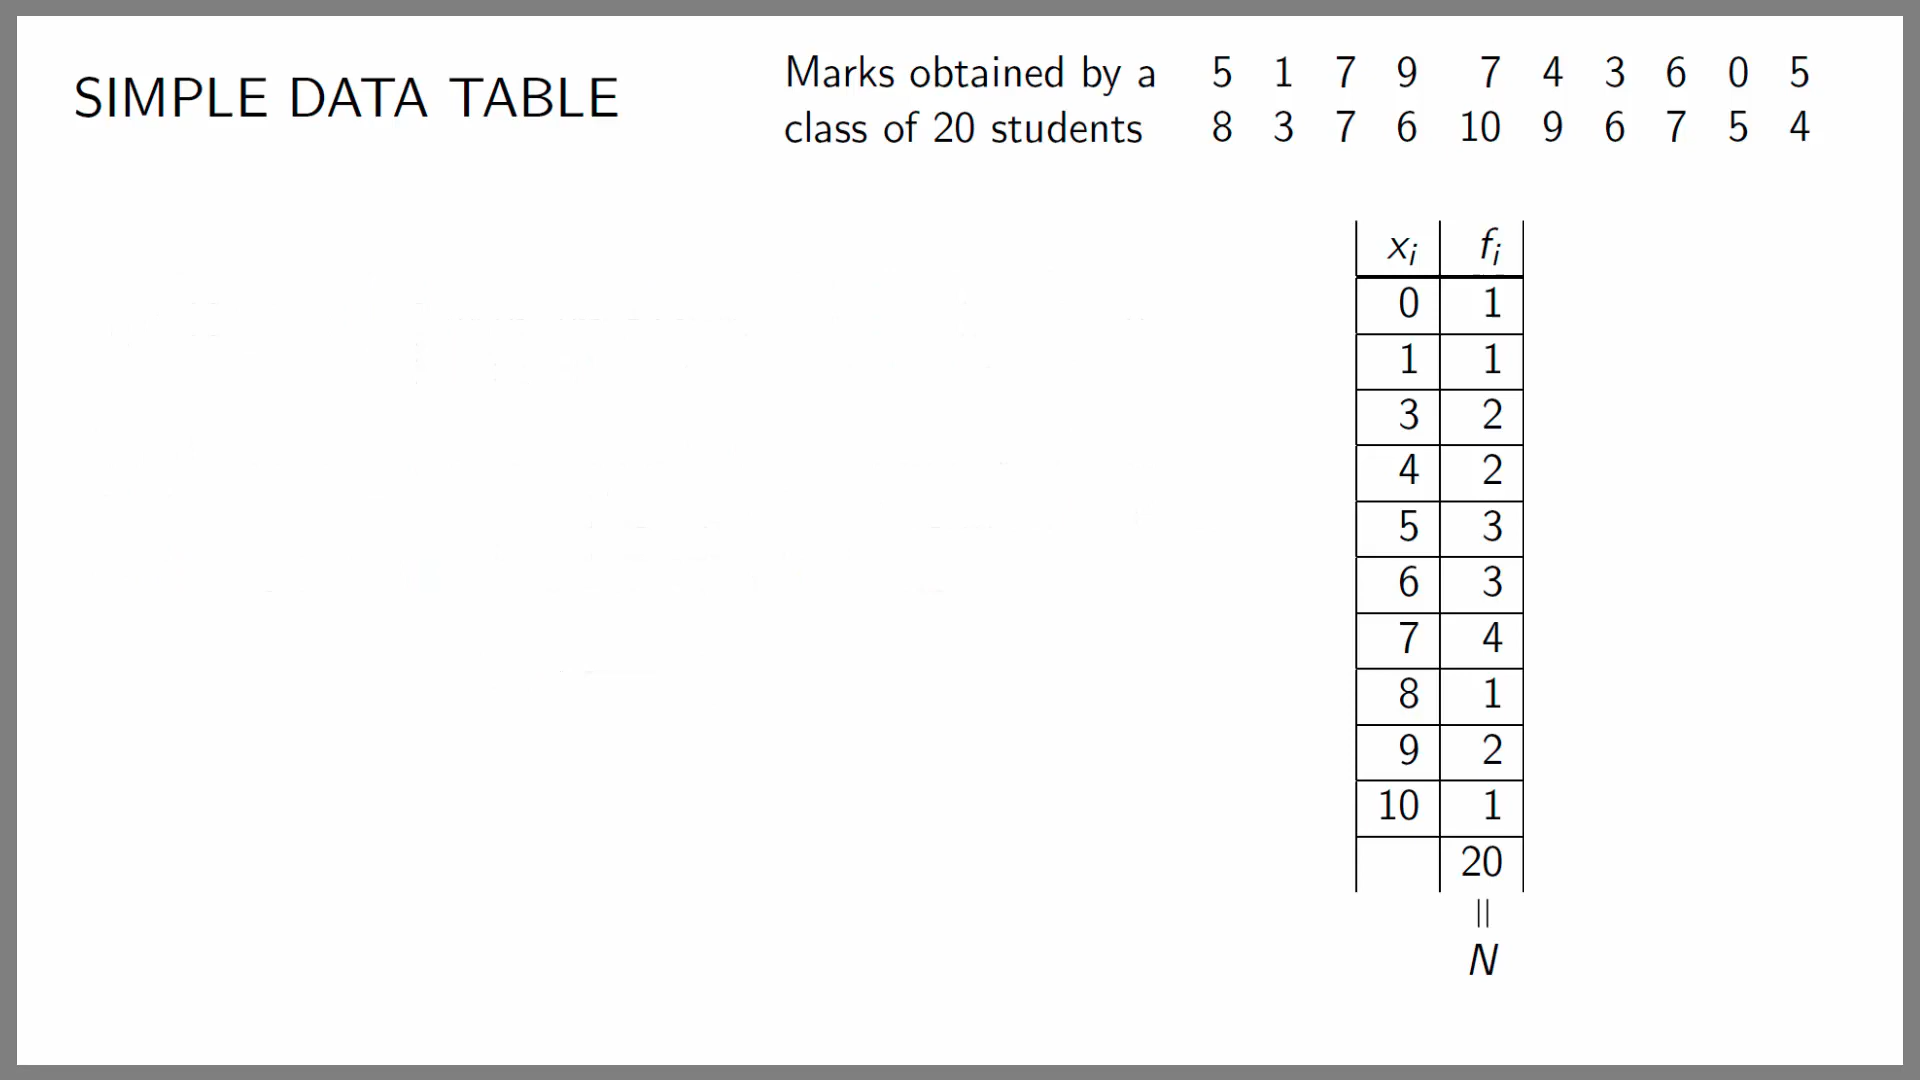 SIMPLE DATA TABLE
Marks obtained by a 5 1 7 9 7 4 3 6 0 5
class of 20 students 8 3 7 6 10 9 6 7 5 4
xi fi
0 1
1 1
3 2
4 2
5 3
6 3
7 4
8 1
9 2
10 1
20
=
N